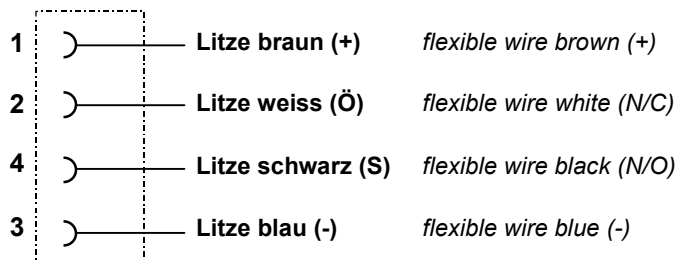 1 Litze braun (+) flexible wire brown (+)
2 Litze weiss (Ö) flexible wire white (N/C)
4 Litze schwarz (S) flexible wire black (N/O)
3 Litze blau (-) flexible wire blue (-)